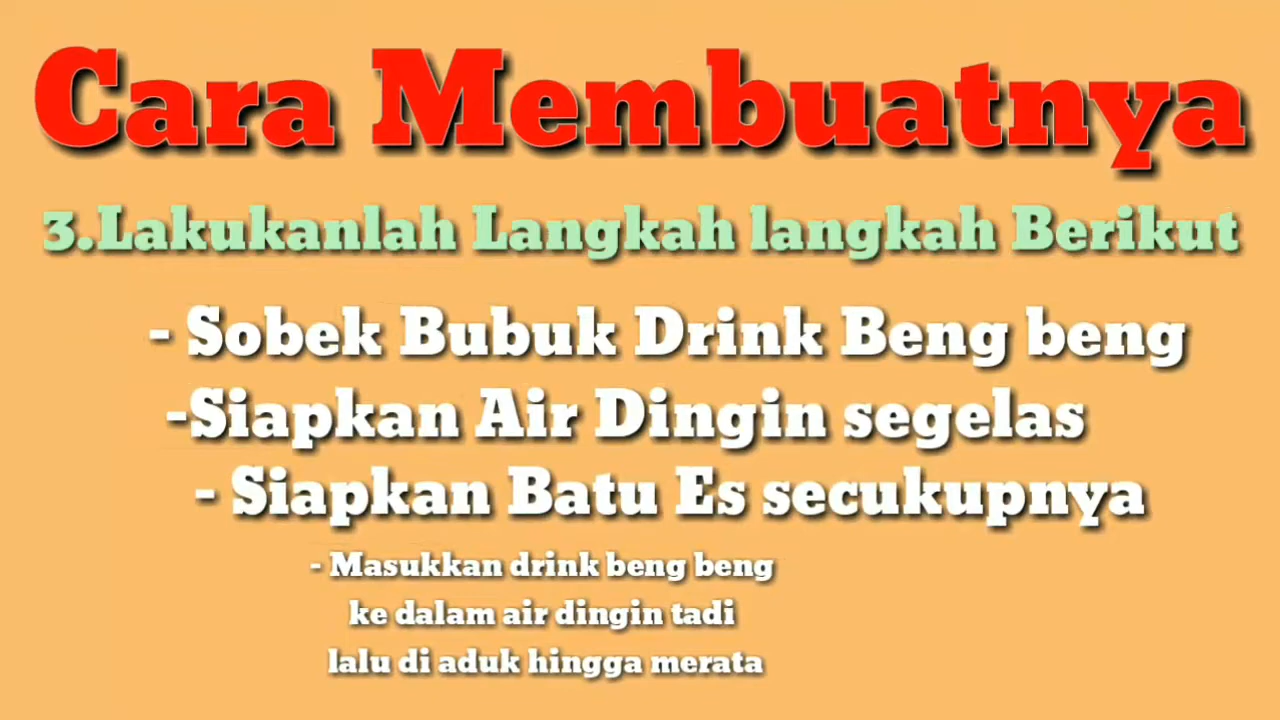 Cara Membuatnya
3.Lakukanlah Langkah langkah Berikut
- Sobek Bubuk Drink Beng beng
-Siapkan Air Dingin segelas
- Siapkan Batu Es secukupnya
- Masukkan drink beng beng
ke dalam air dingin tadi
lalu di aduk hingga merata